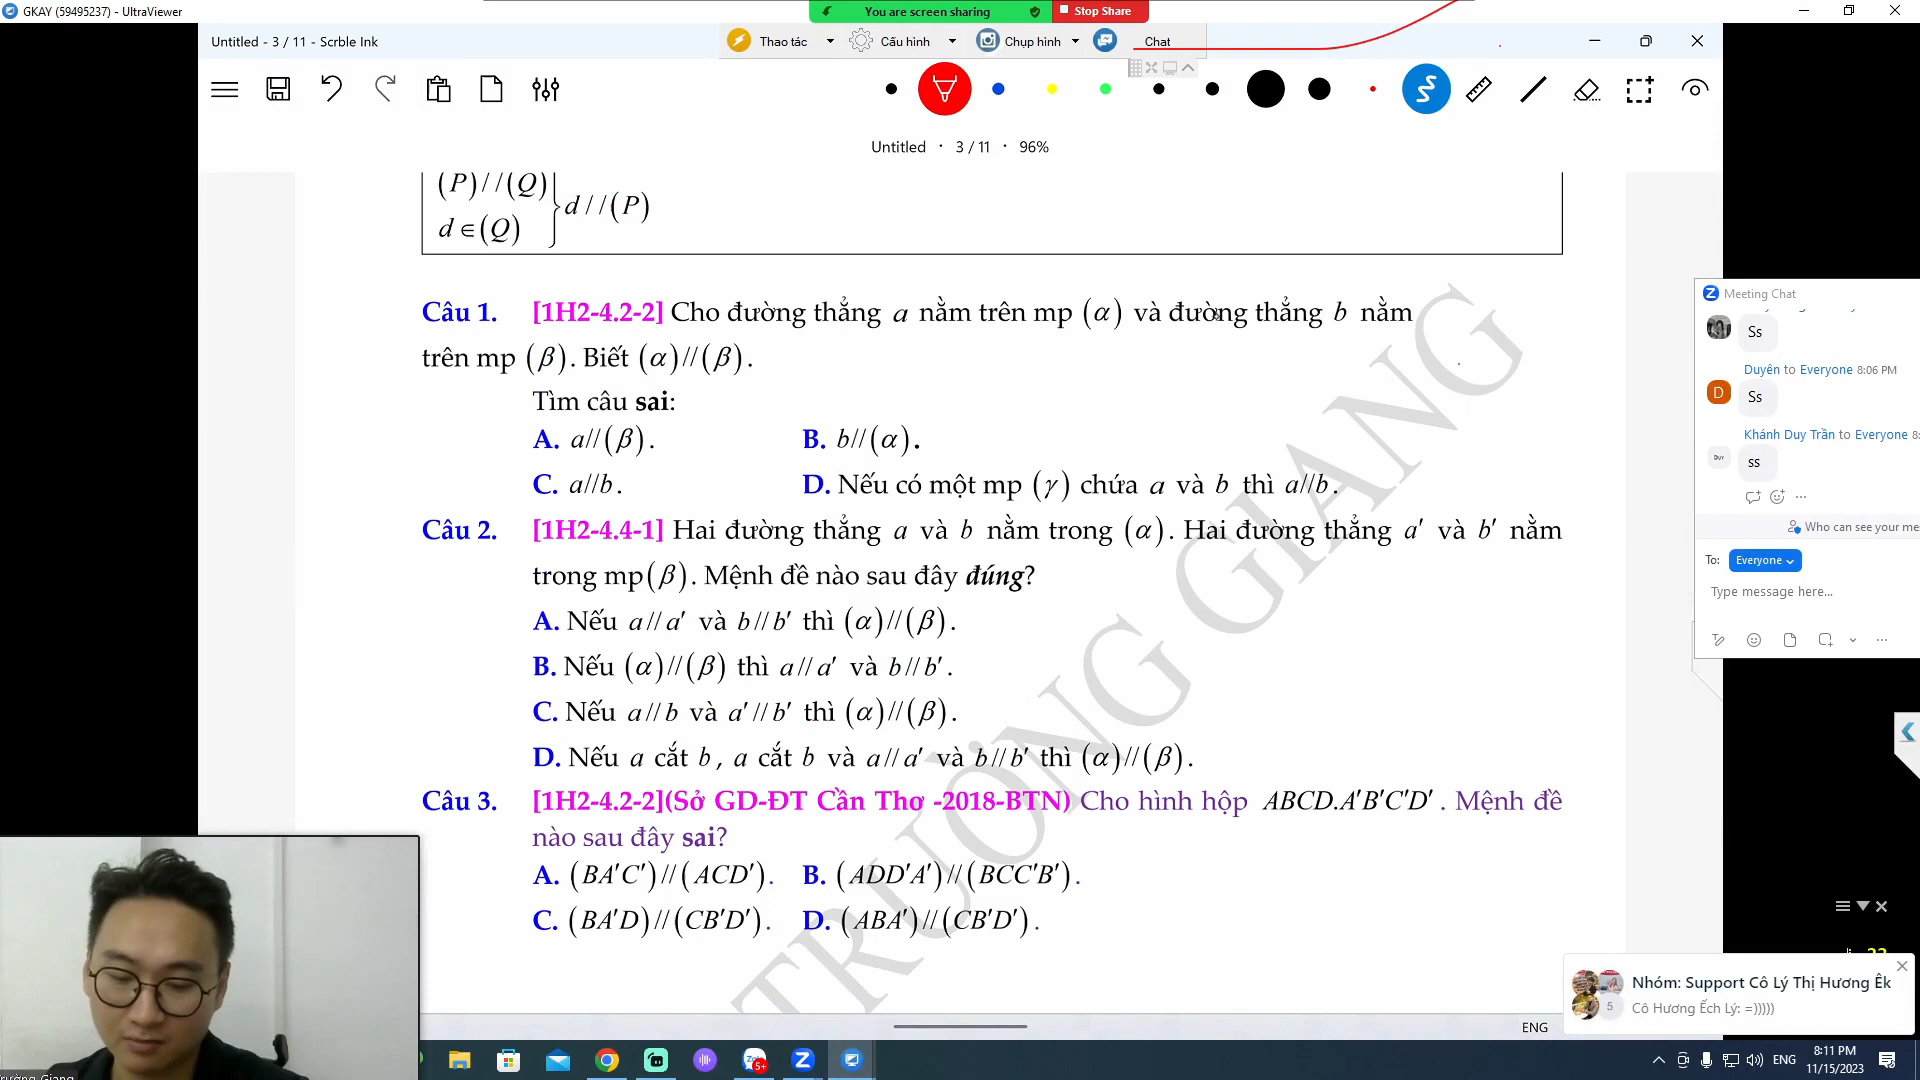 GKAY (59495237) - UltraViewer
You are screen sharing
Stop Share
Untitled - 3 / 11 - Scrble Ink
Thao tác
Cấu hình
Chụp hình
Chat
Untitled · 3 / 11 · 96%
(P)//(Q)
d//(P)
d∈(Q)
Câu 1. [1H2-4.2-2] Cho đường thẳng a nằm trên mp (α) và đường thẳng b nằm
trên mp (β). Biết (α)//(β).
Tìm câu sai:
A. a//(β). B. b//(α).
C. a//b. D. Nếu có một mp (γ) chứa a và b thì a//b.
Câu 2. [1H2-4.4-1] Hai đường thẳng a và b nằm trong (α). Hai đường thẳng a′ và b′ nằm
trong mp(β). Mệnh đề nào sau đây đúng?
A. Nếu a//a′ và b//b′ thì (α)//(β).
B. Nếu (α)//(β) thì a//a′ và b//b′.
C. Nếu a//b và a′//b′ thì (α)//(β).
D. Nếu a cắt b, a cắt b và a//a′ và b//b′ thì (α)//(β).
Câu 3. [1H2-4.2-2](Sở GD-ĐT Cần Thơ -2018-BTN) Cho hình hộp ABCD.A′B′C′D′. Mệnh đề
nào sau đây sai?
A. (BA′C′)//(ACD′). B. (ADD′A′)//(BCC′B′).
C. (BA′D)//(CB′D′). D. (ABA′)//(CB′D′).
TRƯỜNG GIANG
Meeting Chat
Ss
Duyên to Everyone 8:06 PM
D
Ss
Khánh Duy Trần to Everyone 8:
ss
Who can see your me
To: Everyone
Type message here...
Nhóm: Support Cô Lý Thị Hương Êk
5
Cô Hương Ếch Lý: =)))))
ENG
5+
ENG
8:11 PM
11/15/2023